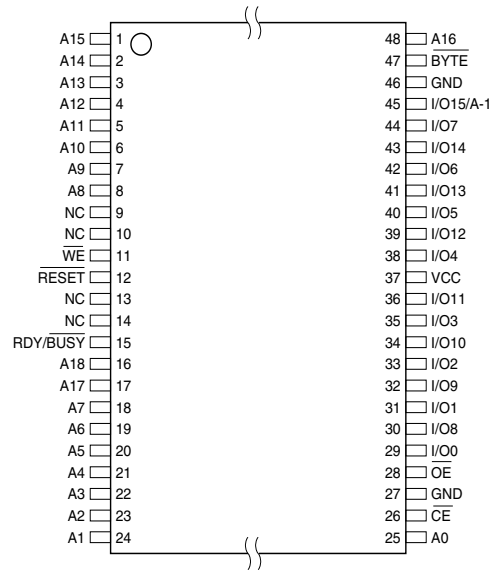 A15 1 48 A16
A14 2 47 BYTE
A13 3 46 GND
A12 4 45 I/O15/A-1
A11 5 44 I/O7
A10 6 43 I/O14
A9 7 42 I/O6
A8 8 41 I/O13
NC 9 40 I/O5
NC 10 39 I/O12
WE 11 38 I/O4
RESET 12 37 VCC
NC 13 36 I/O11
NC 14 35 I/O3
RDY/BUSY 15 34 I/O10
A18 16 33 I/O2
A17 17 32 I/O9
A7 18 31 I/O1
A6 19 30 I/O8
A5 20 29 I/O0
A4 21 28 OE
A3 22 27 GND
A2 23 26 CE
A1 24 25 A0